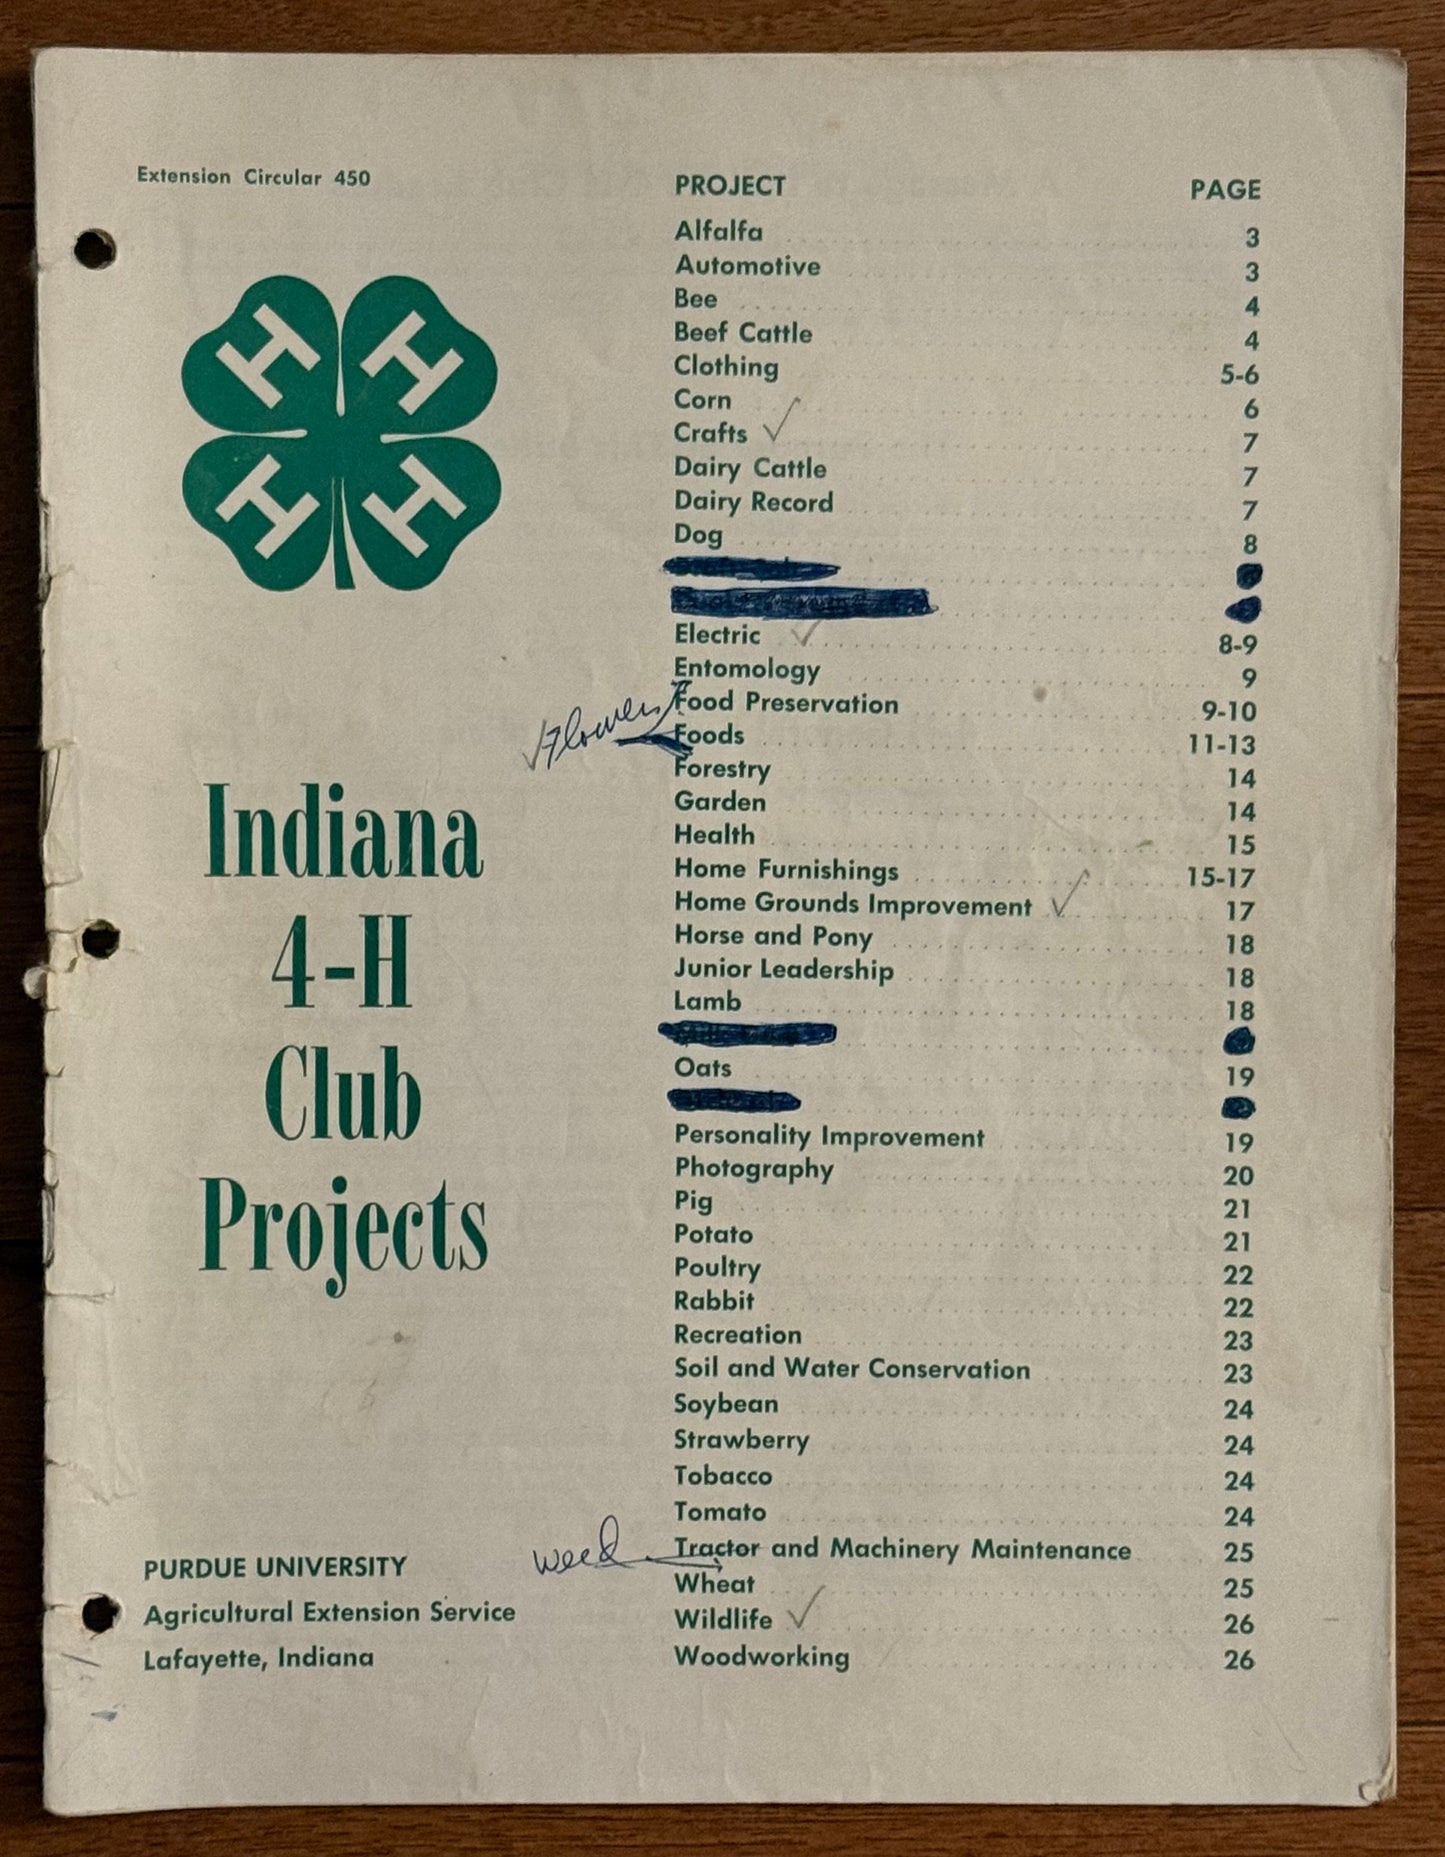 Extension Circular 450
H H
H H
Indiana
4-H
Club
Projects
PURDUE UNIVERSITY
Agricultural Extension Service
Lafayette, Indiana
PROJECT PAGE
Alfalfa 3
Automotive 3
Bee 4
Beef Cattle 4
Clothing 5-6
Corn 6
Crafts ✓ 7
Dairy Cattle 7
Dairy Record 7
Dog 8
Electric ✓ 8-9
Entomology 9
Food Preservation 9-10
✓ Flowers
Foods 11-13
Forestry 14
Garden 14
Health 15
Home Furnishings 15-17
Home Grounds Improvement ✓ 17
Horse and Pony 18
Junior Leadership 18
Lamb 18
Oats 19
Personality Improvement 19
Photography 20
Pig 21
Potato 21
Poultry 22
Rabbit 22
Recreation 23
Soil and Water Conservation 23
Soybean 24
Strawberry 24
Tobacco 24
Tomato 24
Tractor and Machinery Maintenance 25
weed
Wheat 25
Wildlife ✓ 26
Woodworking 26